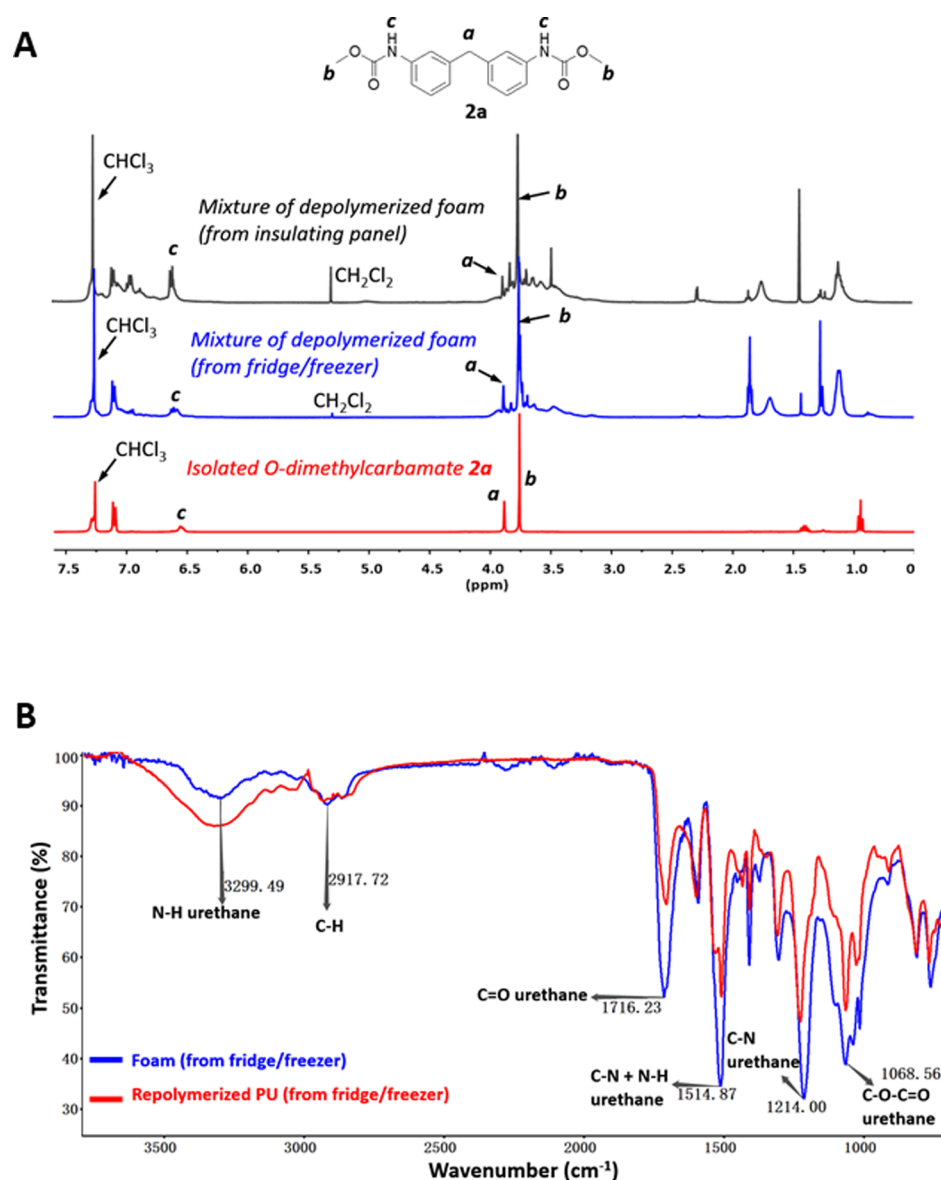 A
c
H
N
a
c
H
N
b
O
O
O
O
b
2a
CHCl3
Mixture of depolymerized foam
(from insulating panel)
c
CH2Cl2
a
b
CHCl3
Mixture of depolymerized foam
(from fridge/freezer)
c
CH2Cl2
a
b
CHCl3
Isolated O-dimethylcarbamate 2a
c
a
b
7.5 7.0 6.5 6.0 5.5 5.0 4.5 4.0 3.5 3.0 2.5 2.0 1.5 1.0 0
(ppm)
B
Transmittance (%)
100
90
80
70
60
50
40
30
3299.49
N-H urethane
2917.72
C-H
C=O urethane
1716.23
C-N + N-H
urethane
1514.87
C-N
urethane
1214.00
1068.56
C-O-C=O
urethane
Foam (from fridge/freezer)
Repolymerized PU (from fridge/freezer)
3500 3000 2500 2000 1500 1000
Wavenumber (cm-1)